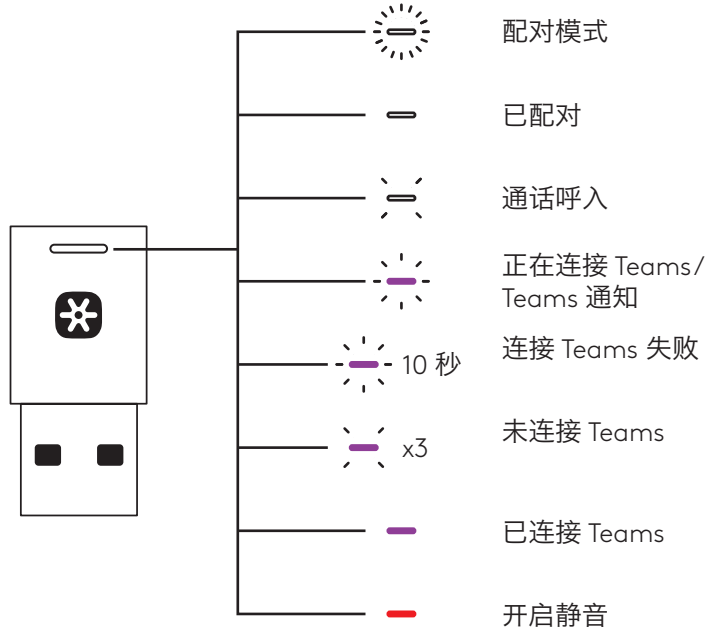 配对模式
已配对
通话呼入
正在连接 Teams/
Teams 通知
10 秒
连接 Teams 失败
x3
未连接 Teams
已连接 Teams
开启静音